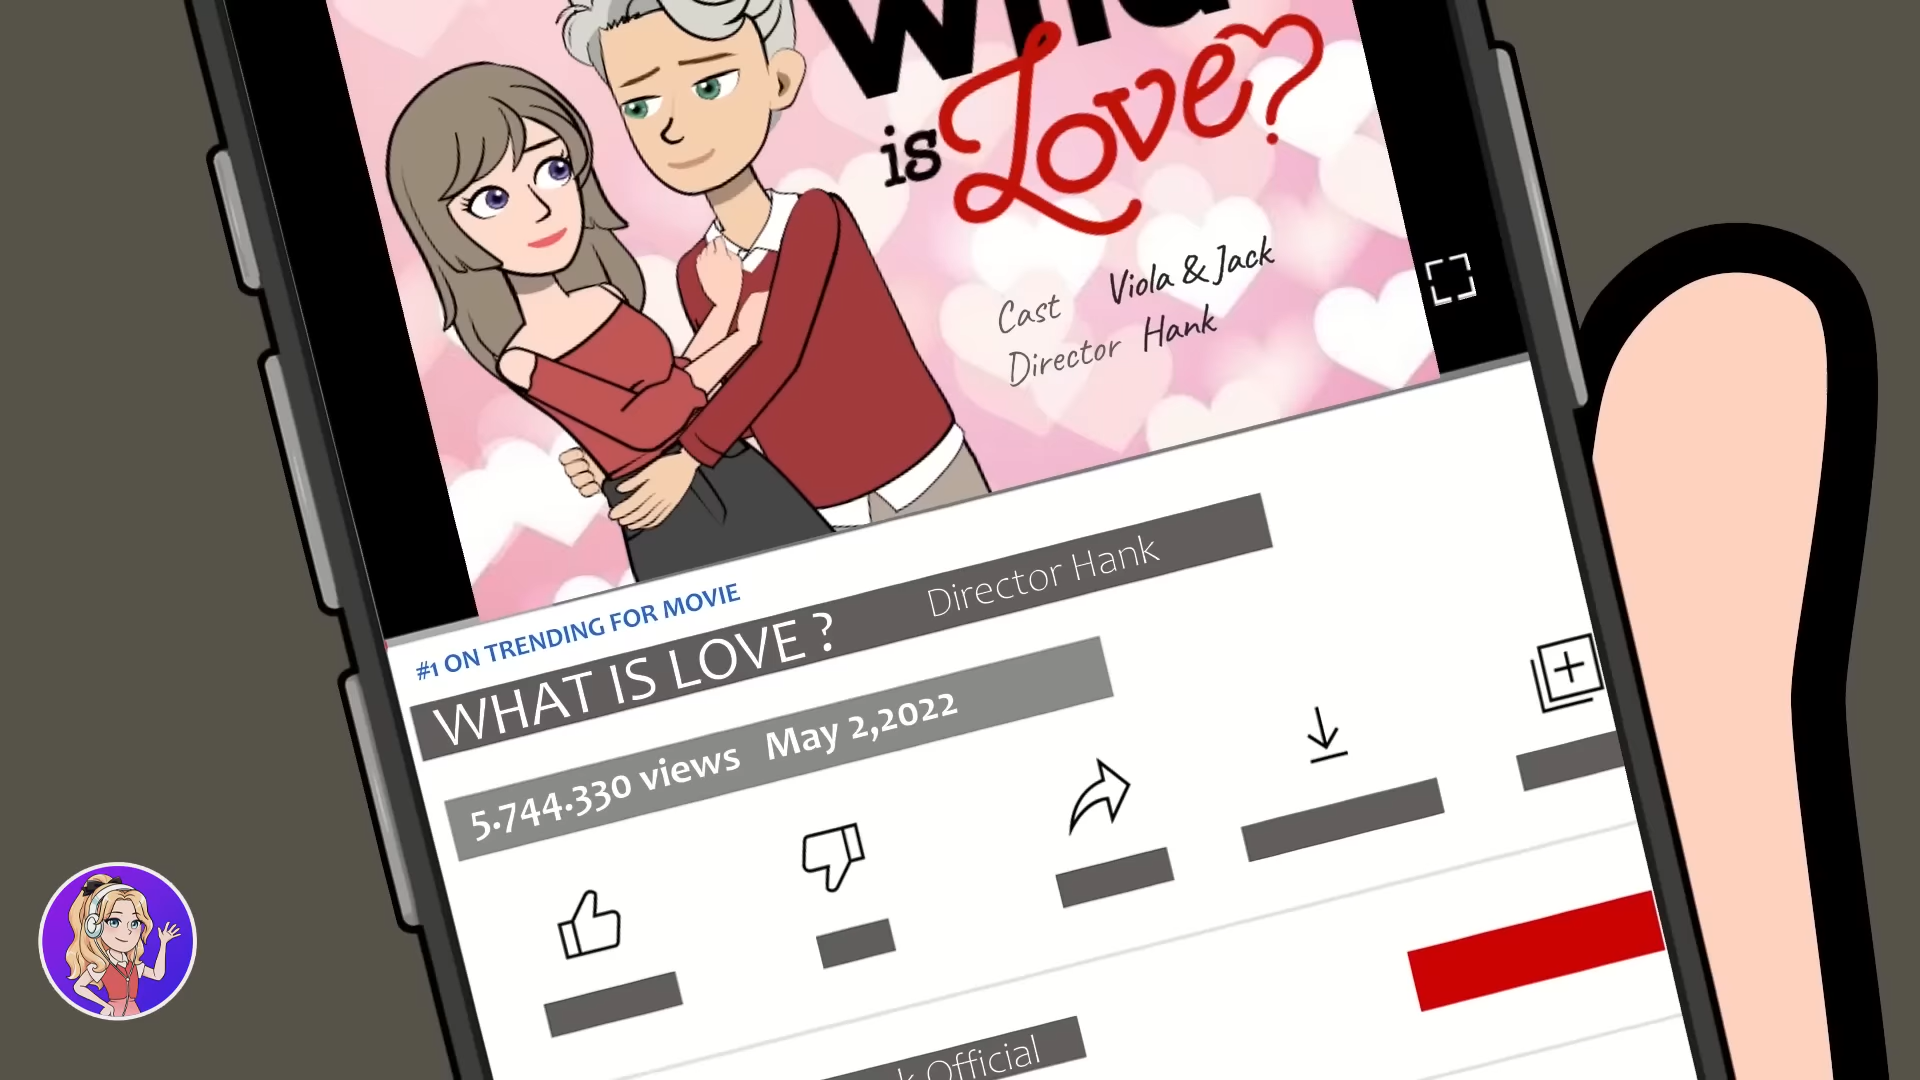 What
is Love?
Cast Viola & Jack
Director Hank
#1 ON TRENDING FOR MOVIE
WHAT IS LOVE ? Director Hank
5.744.330 views May 2,2022
Official